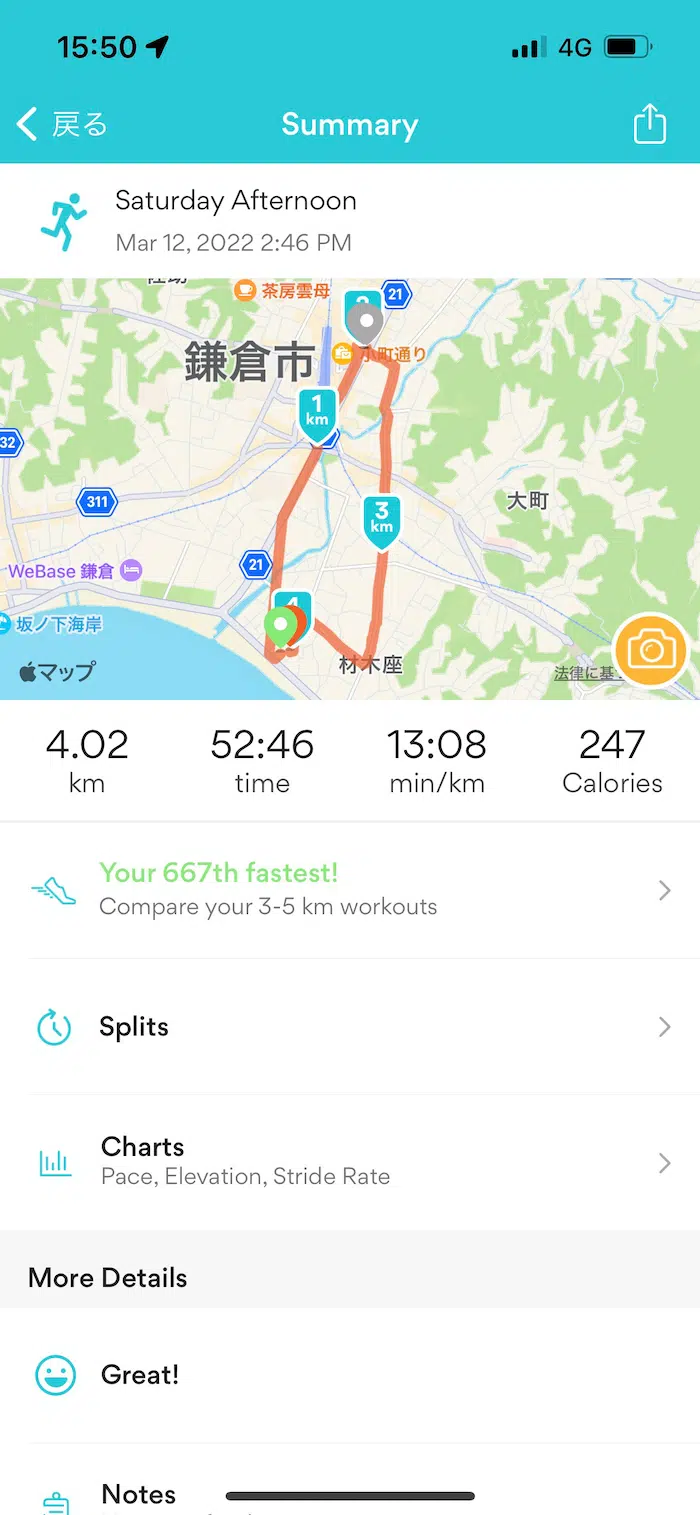 15:50
4G
戻る
Summary
Saturday Afternoon
Mar 12, 2022 2:46 PM
茶房雲母
21
鎌倉市
小町通り
1
km
32
311
3
km
大町
21
WeBase 鎌倉
4
坂ノ下海岸
材木座
マップ
法律に基
4.02
km
52:46
time
13:08
min/km
247
Calories
Your 667th fastest!
Compare your 3-5 km workouts
Splits
Charts
Pace, Elevation, Stride Rate
More Details
Great!
Notes